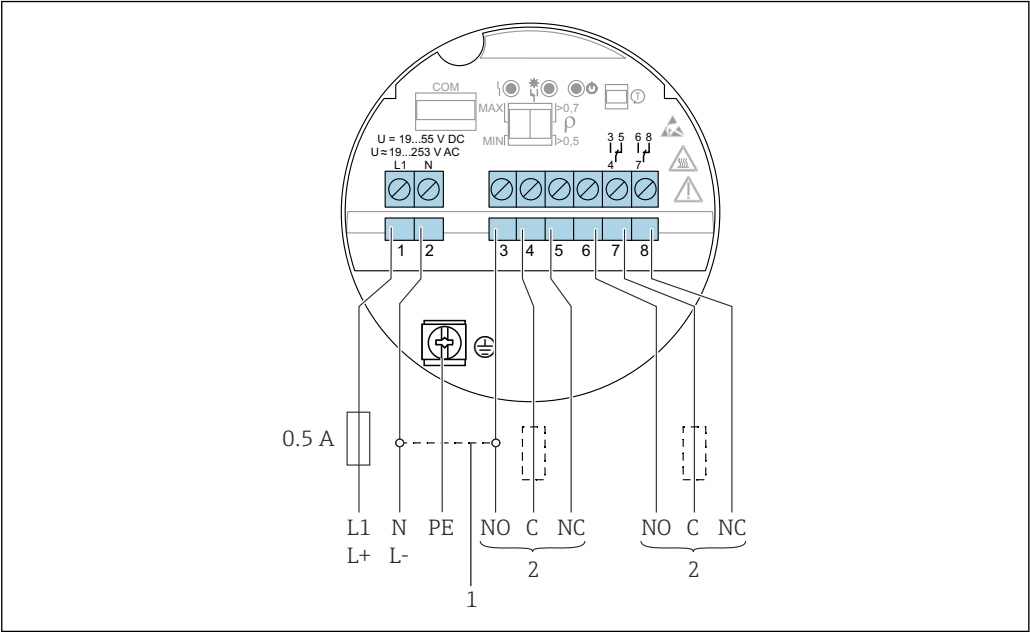 COM
MAX >0,7
ρ
MIN >0,5
U = 19...55 V DC
U ≈ 19...253 V AC
L1 N
3 5 6 8
4 7
T
1 2 3 4 5 6 7 8
0.5 A
L1 N PE NO C NC NO C NC
L+ L-
2 2
1